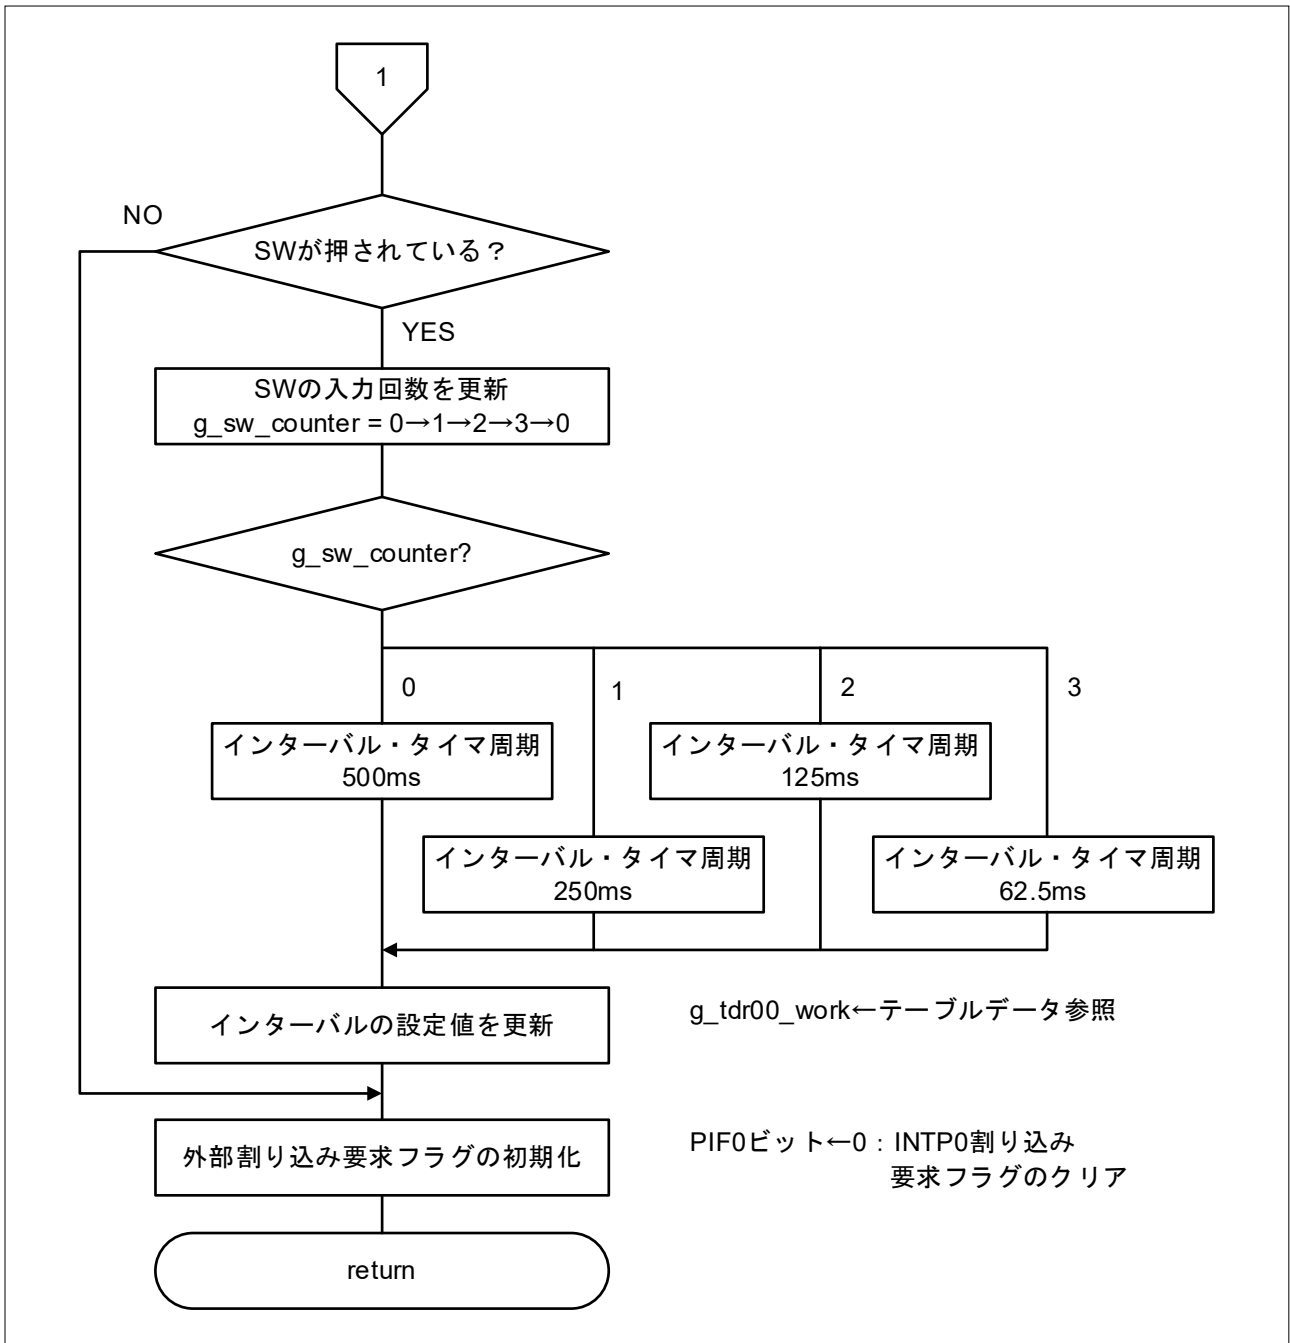 1
NO
SWが押されている？
YES
SWの入力回数を更新
g_sw_counter = 0→1→2→3→0
g_sw_counter?
0
1
2
3
インターバル・タイマ周期
500ms
インターバル・タイマ周期
125ms
インターバル・タイマ周期
250ms
インターバル・タイマ周期
62.5ms
インターバルの設定値を更新
g_tdr00_work←テーブルデータ参照
外部割り込み要求フラグの初期化
PIF0ビット←0：INTP0割り込み
要求フラグのクリア
return